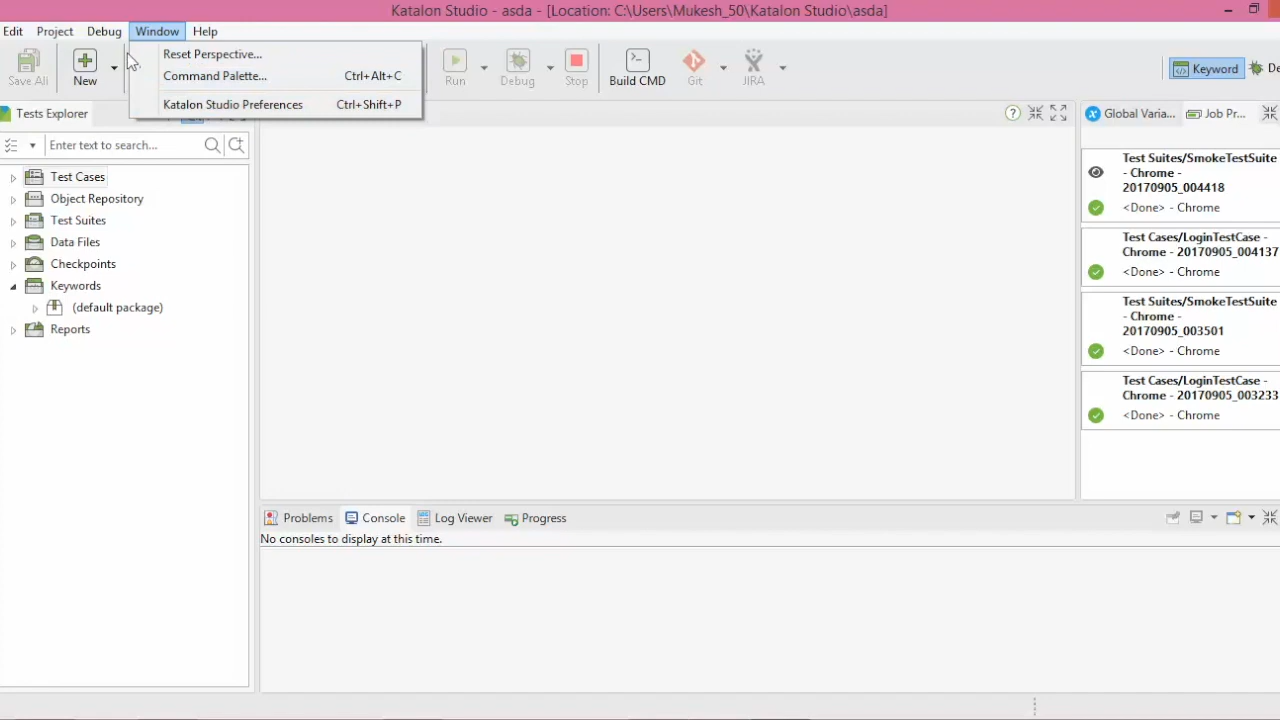 Katalon Studio - asda - [Location: C:\Users\Mukesh_50\Katalon Studio\asda]
Edit Project Debug Window Help
Reset Perspective...
Command Palette... Ctrl+Alt+C
Katalon Studio Preferences Ctrl+Shift+P
Save All New Run Debug Stop Build CMD Git JIRA Keyword De
Tests Explorer
Global Varia... Job Pr...
Enter text to search...
Test Cases
Object Repository
Test Suites
Data Files
Checkpoints
Keywords
(default package)
Reports
Test Suites/SmokeTestSuite
- Chrome -
20170905_004418
<Done> - Chrome
Test Cases/LoginTestCase -
Chrome - 20170905_004137
<Done> - Chrome
Test Suites/SmokeTestSuite
- Chrome -
20170905_003501
<Done> - Chrome
Test Cases/LoginTestCase -
Chrome - 20170905_003233
<Done> - Chrome
Problems Console Log Viewer Progress
No consoles to display at this time.